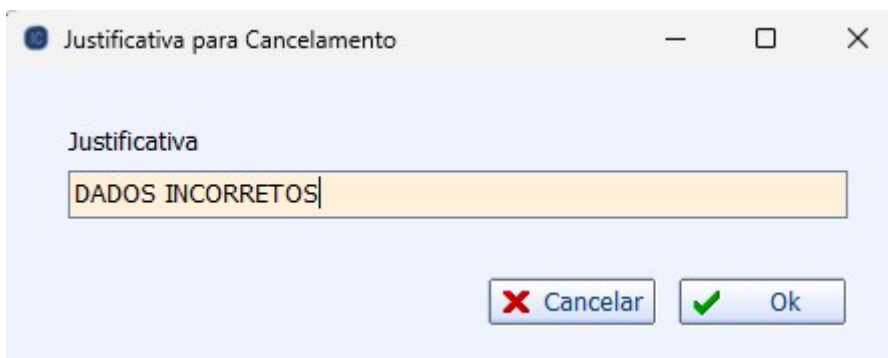 Justificativa para Cancelamento
Justificativa
DADOS INCORRETOS
Cancelar Ok